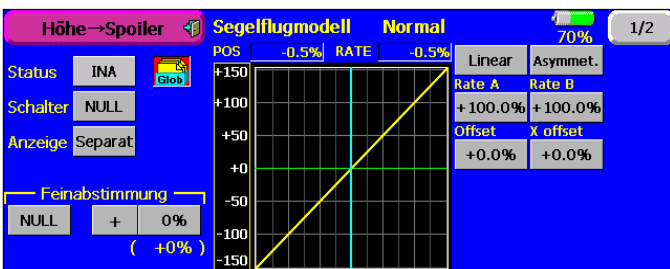 Höhe→Spoiler Segelflugmodell Normal 70% 1/2
POS -0.5% RATE -0.5%
Linear Asymmet.
Status INA Glob
Rate A Rate B
Schalter NULL
+100.0% +100.0%
Offset X offset
Anzeige Separat
+0.0% +0.0%
Feinabstimmung
NULL + 0%
( +0% )
+150
+100
+50
+0
-50
-100
-150